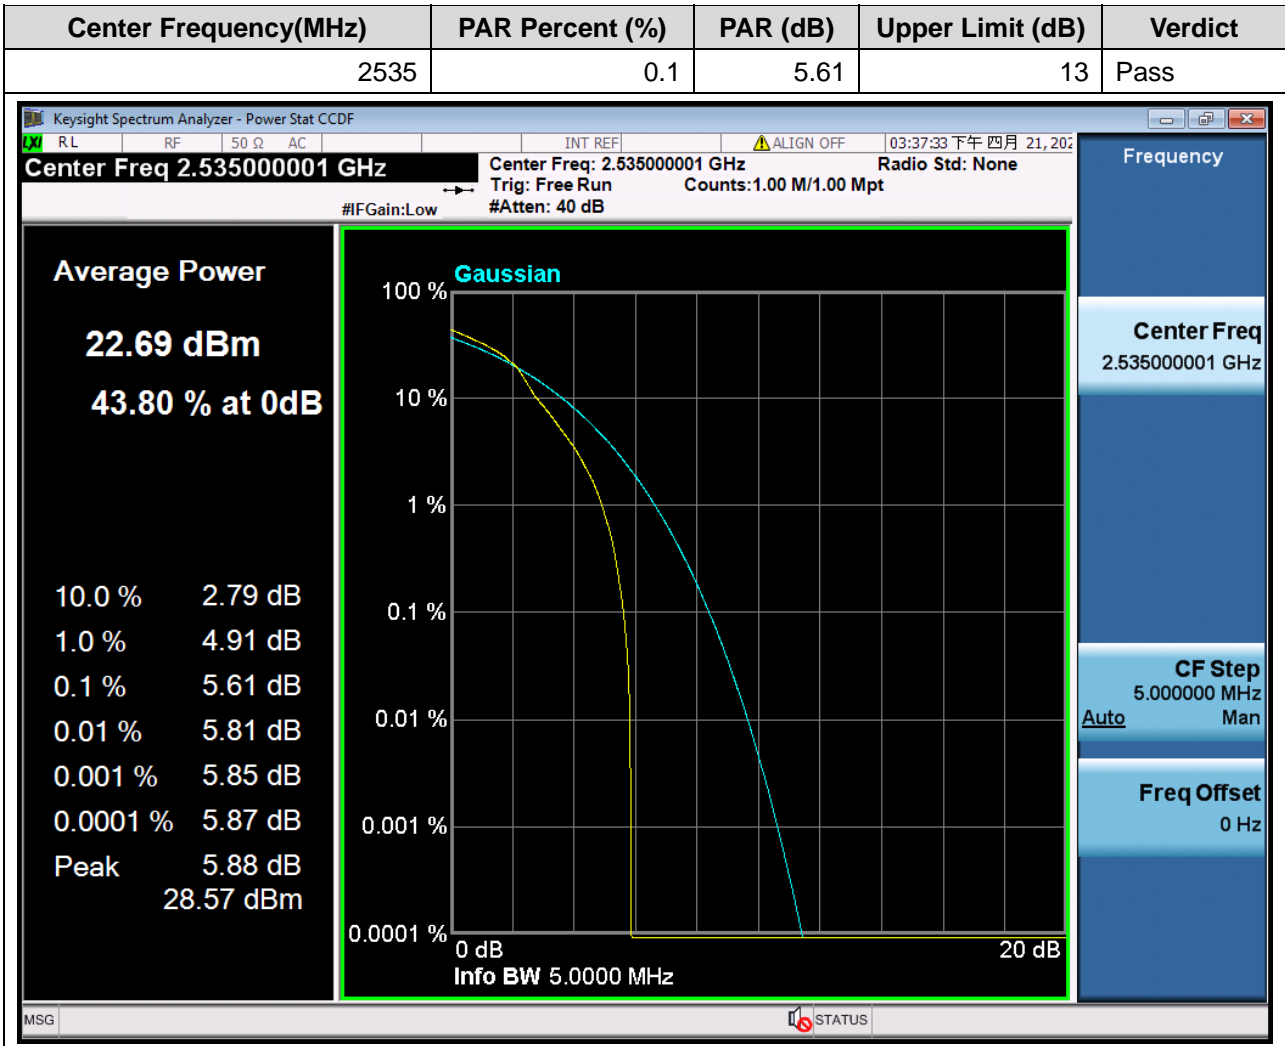 Center Frequency(MHz) PAR Percent (%) PAR (dB) Upper Limit (dB) Verdict
2535 0.1 5.61 13 Pass
Keysight Spectrum Analyzer - Power Stat CCDF
LXI RL RF 50 Ω AC INT REF ALIGN OFF 03:37:33 下午 四月 21, 202
Center Freq 2.535000001 GHz
Center Freq: 2.535000001 GHz Radio Std: None
Trig: Free Run Counts:1.00 M/1.00 Mpt
#IFGain:Low #Atten: 40 dB
Average Power
22.69 dBm
43.80 % at 0dB
10.0 % 2.79 dB
1.0 % 4.91 dB
0.1 % 5.61 dB
0.01 % 5.81 dB
0.001 % 5.85 dB
0.0001 % 5.87 dB
Peak 5.88 dB
28.57 dBm
Gaussian
100 %
10 %
1 %
0.1 %
0.01 %
0.001 %
0.0001 %
0 dB 20 dB
Info BW 5.0000 MHz
Frequency
Center Freq
2.535000001 GHz
CF Step
5.000000 MHz
Auto Man
Freq Offset
0 Hz
MSG STATUS